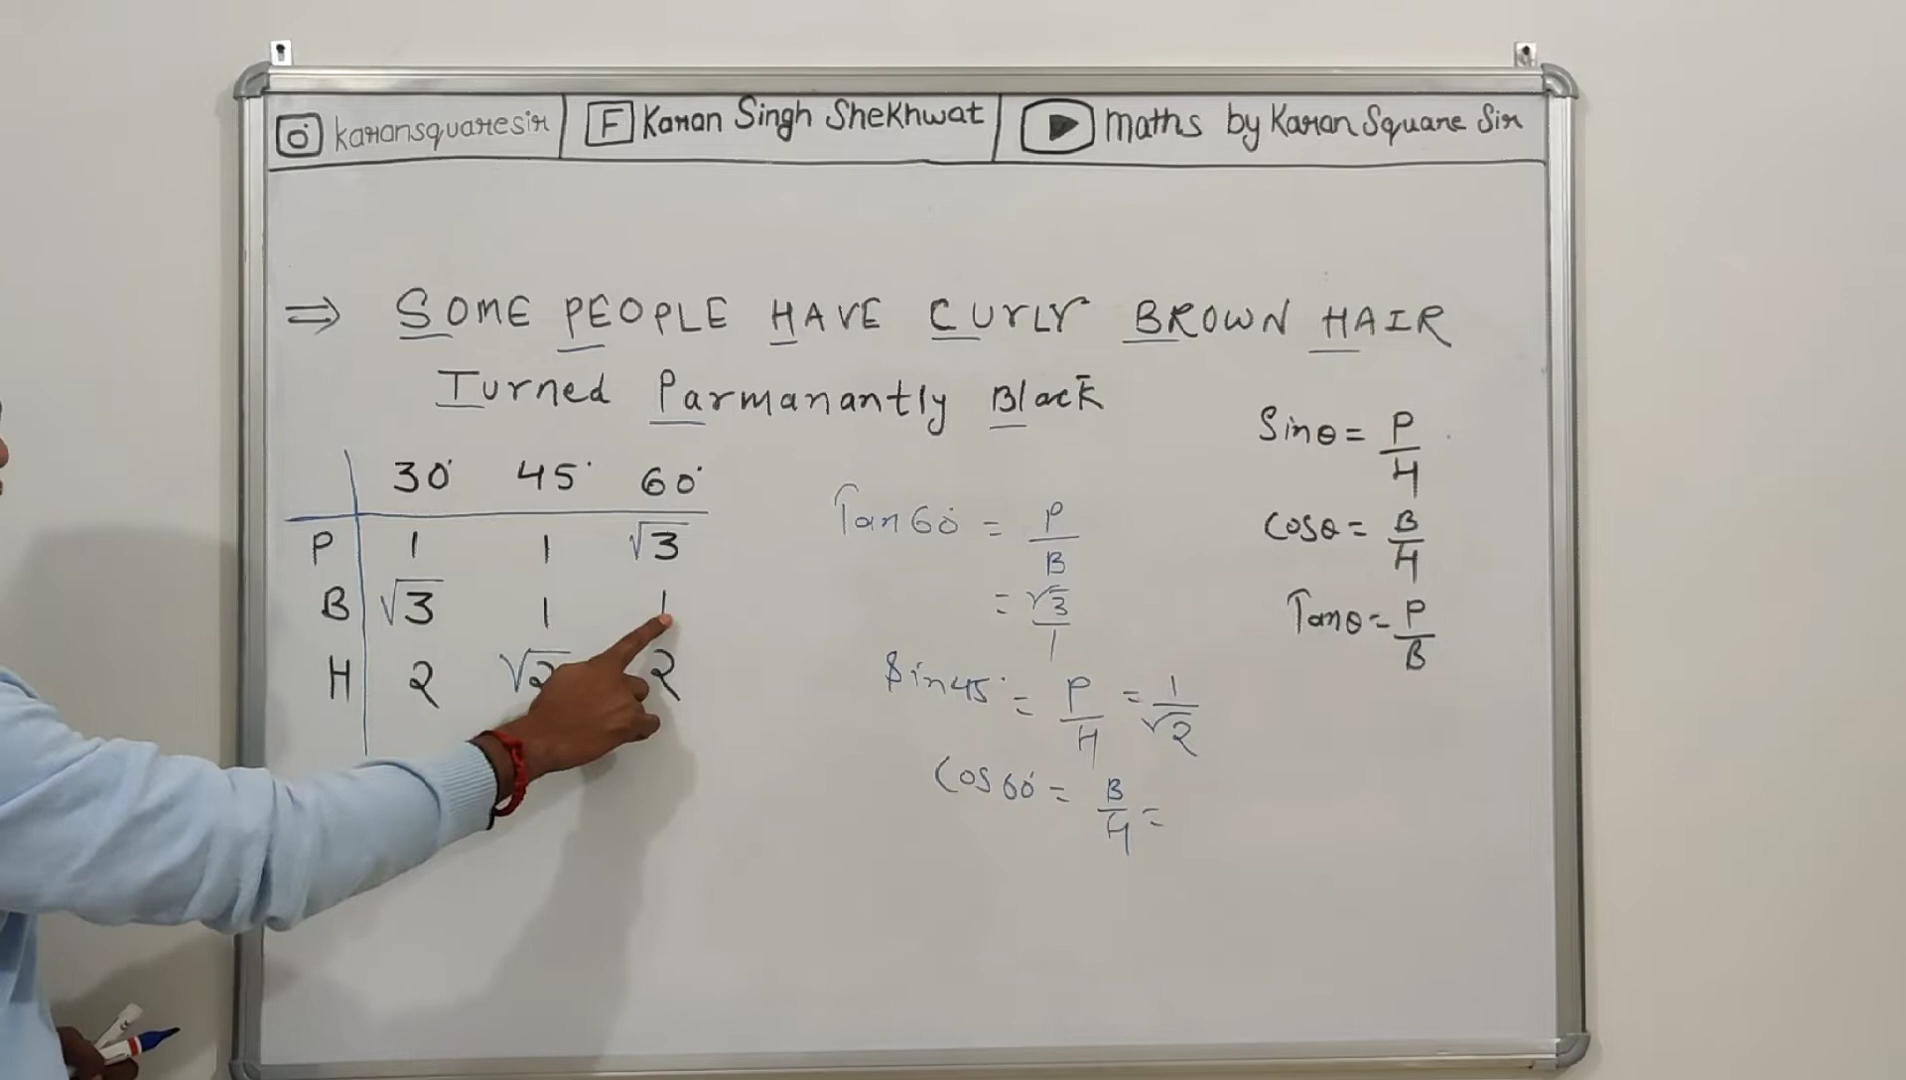 karansquaresir F Karan Singh Shekhwat maths by Karan Square Sir
⇒ SOME PEOPLE HAVE CURLY BROWN HAIR
Turned Parmanantly Black
30° 45° 60°
P 1 1 √3
B √3 1 1
H 2 √2 2
Tan60° = P/B
= √3/1
Sin45° = P/H = 1/√2
Cos60° = B/H =
Sinθ = P/H
Cosθ = B/H
Tanθ = P/B